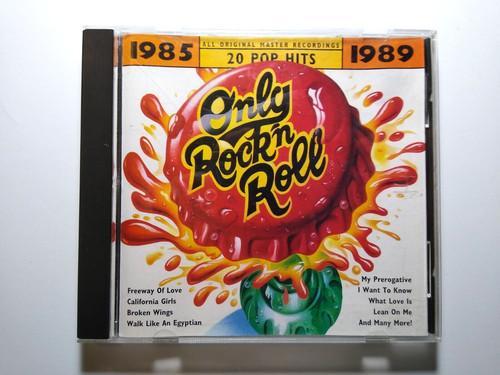 1985
ALL ORIGINAL MASTER RECORDINGS
20 POP HITS
1989
Only
Rock'n
Roll
Freeway Of Love
California Girls
Broken Wings
Walk Like An Egyptian
My Prerogative
I Want To Know
What Love Is
Lean On Me
And Many More!